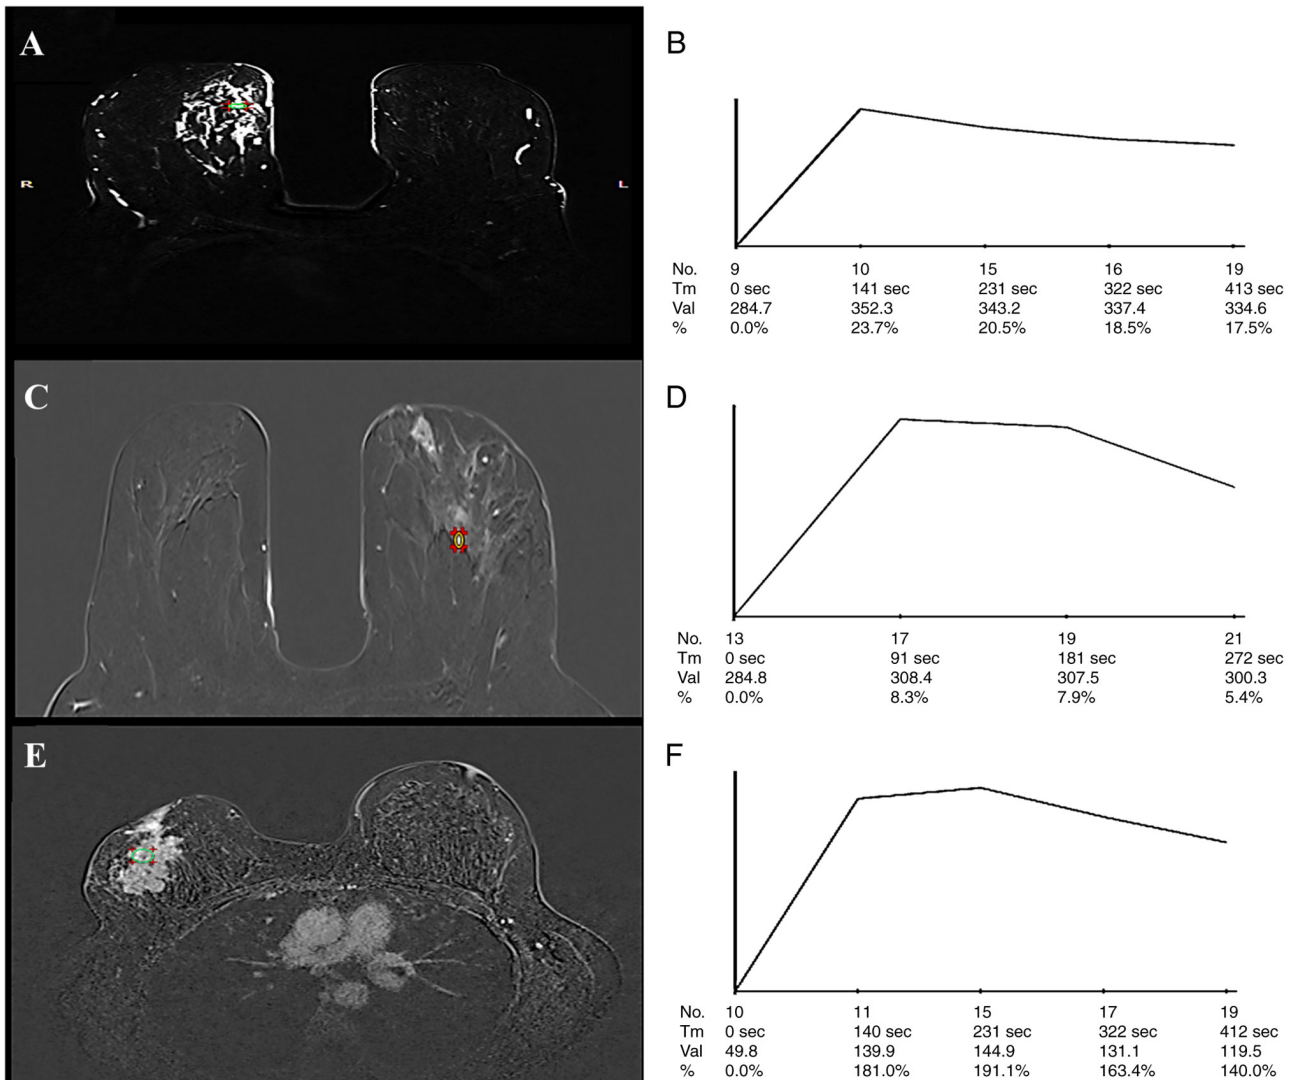 A
R
L
B
No. 9 10 15 16 19
Tm 0 sec 141 sec 231 sec 322 sec 413 sec
Val 284.7 352.3 343.2 337.4 334.6
% 0.0% 23.7% 20.5% 18.5% 17.5%
C
D
No. 13 17 19 21
Tm 0 sec 91 sec 181 sec 272 sec
Val 284.8 308.4 307.5 300.3
% 0.0% 8.3% 7.9% 5.4%
E
F
No. 10 11 15 17 19
Tm 0 sec 140 sec 231 sec 322 sec 412 sec
Val 49.8 139.9 144.9 131.1 119.5
% 0.0% 181.0% 191.1% 163.4% 140.0%